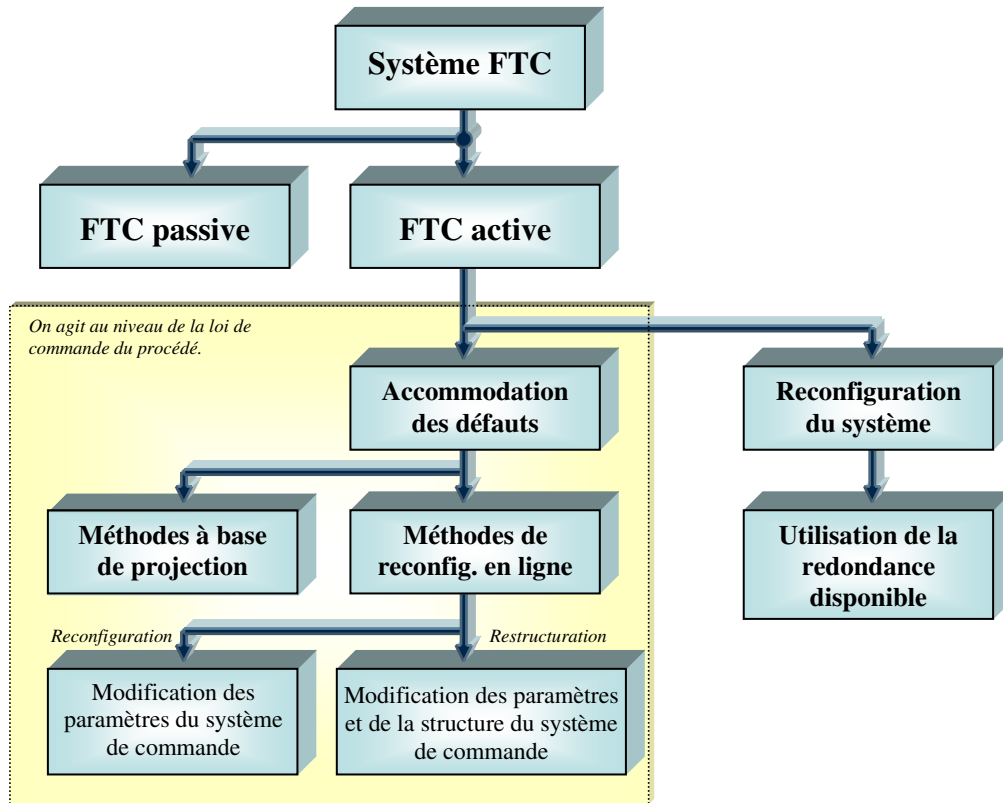 Système FTC
FTC passive
FTC active
On agit au niveau de la loi de
commande du procédé.
Accommodation
des défauts
Reconfiguration
du système
Méthodes à base
de projection
Méthodes de
reconfig. en ligne
Utilisation de la
redondance
disponible
Reconfiguration
Restructuration
Modification des
paramètres du système
de commande
Modification des paramètres
et de la structure du système
de commande